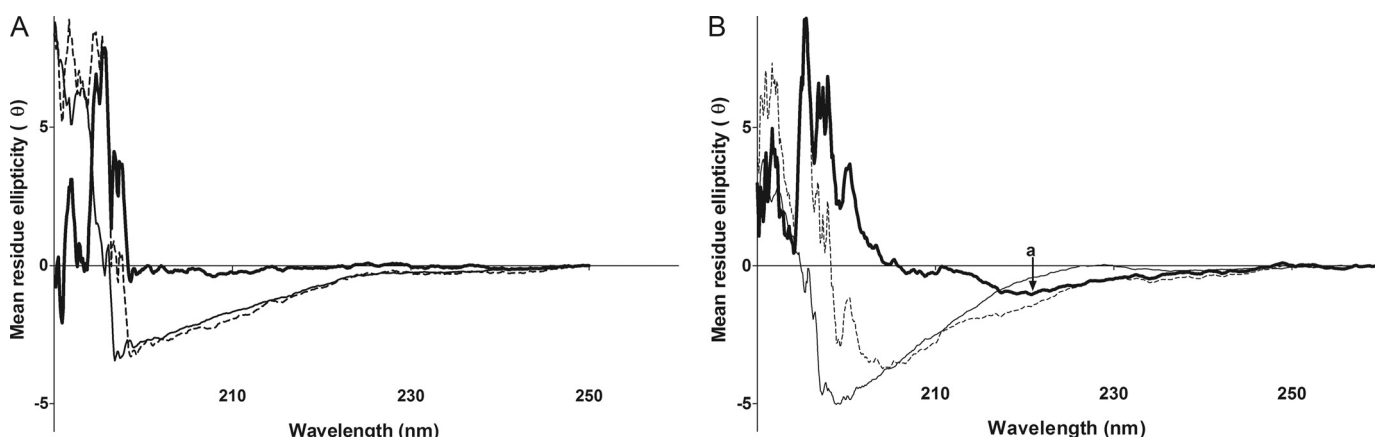 A
Mean residue ellipticity ( θ)
5
0
-5
210
230
250
Wavelength (nm)
B
Mean residue ellipticity ( θ)
5
0
-5
a
210
230
250
Wavelength (nm)